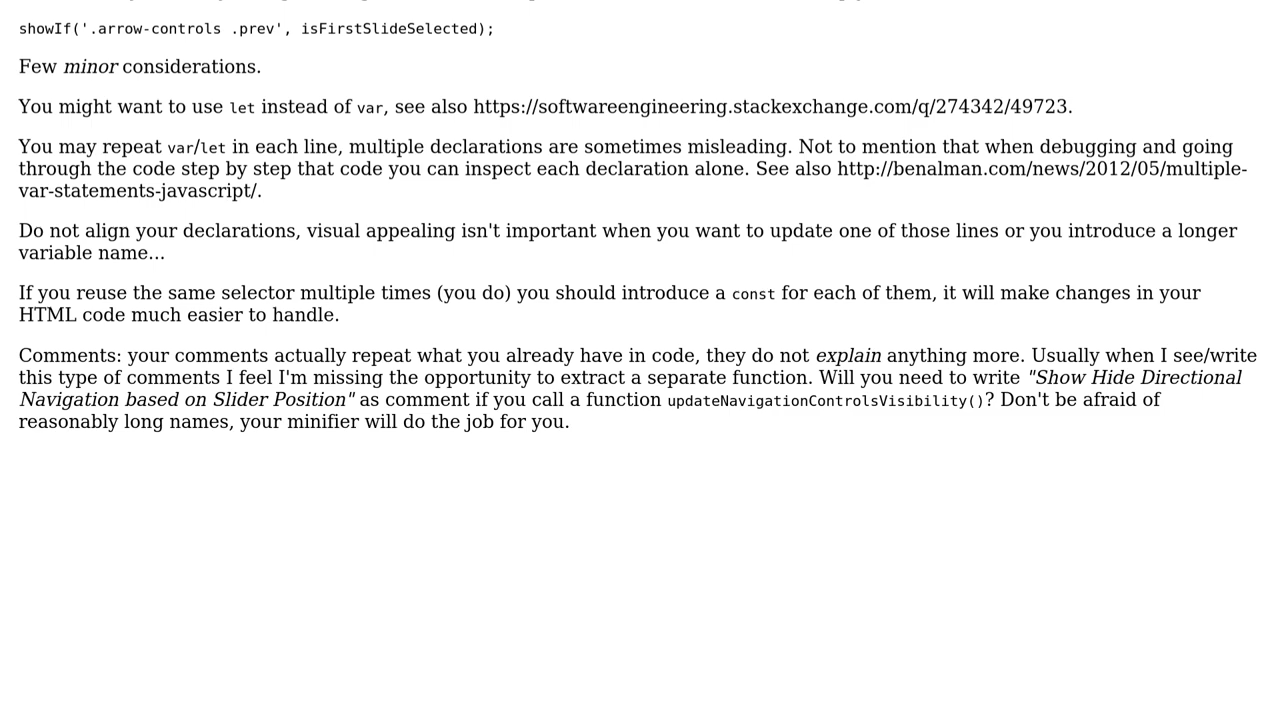 showIf('.arrow-controls .prev', isFirstSlideSelected);
Few minor considerations.
You might want to use let instead of var, see also https://softwareengineering.stackexchange.com/q/274342/49723.
You may repeat var/let in each line, multiple declarations are sometimes misleading. Not to mention that when debugging and going
through the code step by step that code you can inspect each declaration alone. See also http://benalman.com/news/2012/05/multiple-
var-statements-javascript/.
Do not align your declarations, visual appealing isn't important when you want to update one of those lines or you introduce a longer
variable name...
If you reuse the same selector multiple times (you do) you should introduce a const for each of them, it will make changes in your
HTML code much easier to handle.
Comments: your comments actually repeat what you already have in code, they do not explain anything more. Usually when I see/write
this type of comments I feel I'm missing the opportunity to extract a separate function. Will you need to write "Show Hide Directional
Navigation based on Slider Position" as comment if you call a function updateNavigationControlsVisibility()? Don't be afraid of
reasonably long names, your minifier will do the job for you.